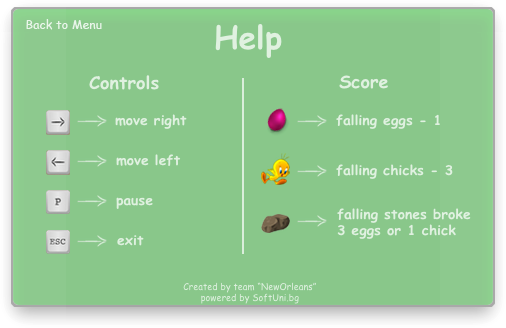 Back to Menu
Help
Controls
move right
move left
P
pause
ESC
exit
Score
falling eggs - 1
falling chicks - 3
falling stones broke
3 eggs or 1 chick
Created by team "NewOrleans"
powered by SoftUni.bg